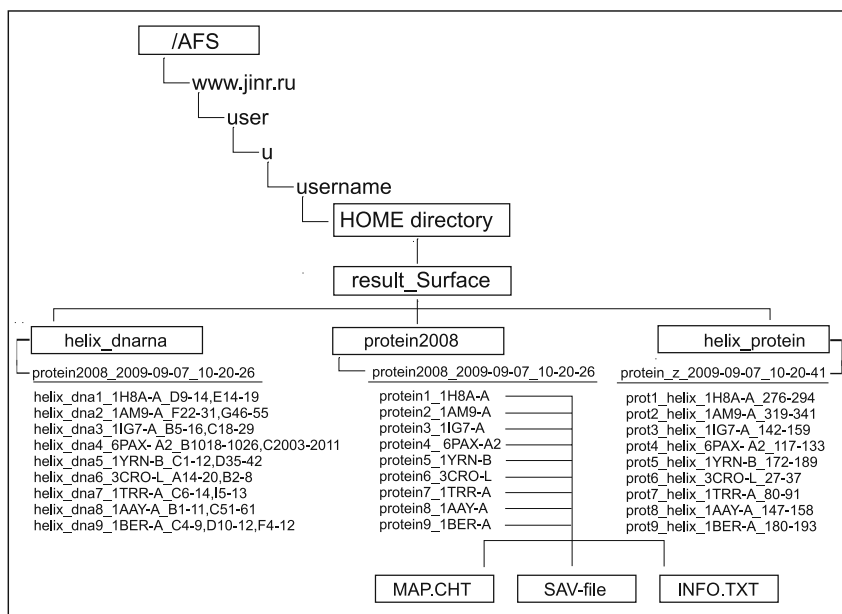 /AFS
www.jinr.ru
user
u
username
HOME directory
result_Surface
helix_dnarna
protein2008
helix_protein
protein2008_2009-09-07_10-20-26
helix_dna1_1H8A-A_D9-14,E14-19
helix_dna2_1AM9-A_F22-31,G46-55
helix_dna3_1IG7-A_B5-16,C18-29
helix_dna4_6PAX- A2_B1018-1026,C2003-2011
helix_dna5_1YRN-B_C1-12,D35-42
helix_dna6_3CRO-L_A14-20,B2-8
helix_dna7_1TRR-A_C6-14,I5-13
helix_dna8_1AAY-A_B1-11,C51-61
helix_dna9_1BER-A_C4-9,D10-12,F4-12
protein2008_2009-09-07_10-20-26
protein1_1H8A-A
protein2_1AM9-A
protein3_1IG7-A
protein4_6PAX-A2
protein5_1YRN-B
protein6_3CRO-L
protein7_1TRR-A
protein8_1AAY-A
protein9_1BER-A
protein_z_2009-09-07_10-20-41
prot1_helix_1H8A-A_276-294
prot2_helix_1AM9-A_319-341
prot3_helix_1IG7-A_142-159
prot4_helix_6PAX- A2_117-133
prot5_helix_1YRN-B_172-189
prot6_helix_3CRO-L_27-37
prot7_helix_1TRR-A_80-91
prot8_helix_1AAY-A_147-158
prot9_helix_1BER-A_180-193
MAP.CHT
SAV-file
INFO.TXT